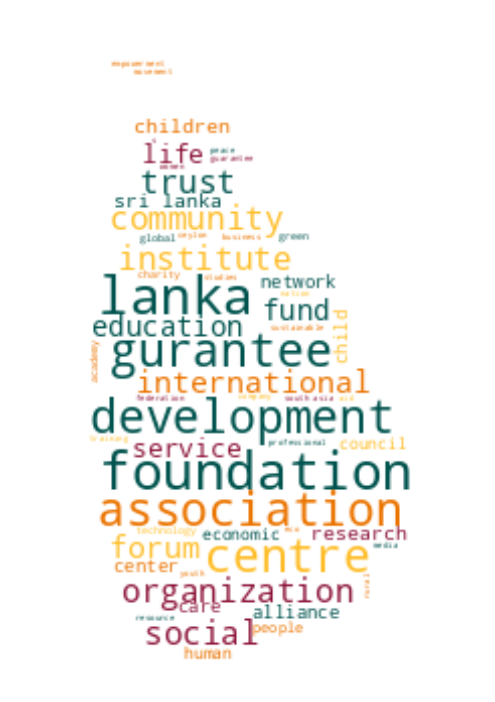 empowerment
movement
children
life peace
guarantee
women
trust
sri lanka
community
global ceylon business green
institute
charity studies
network
lanka fund
education sustainable
child
academy
gurantee
international
federation company south asia aid
development
training professional council
service
foundation
association
technology economic eco research
forum centre media
center youth
rural
organization
care
resource alliance
social people
human